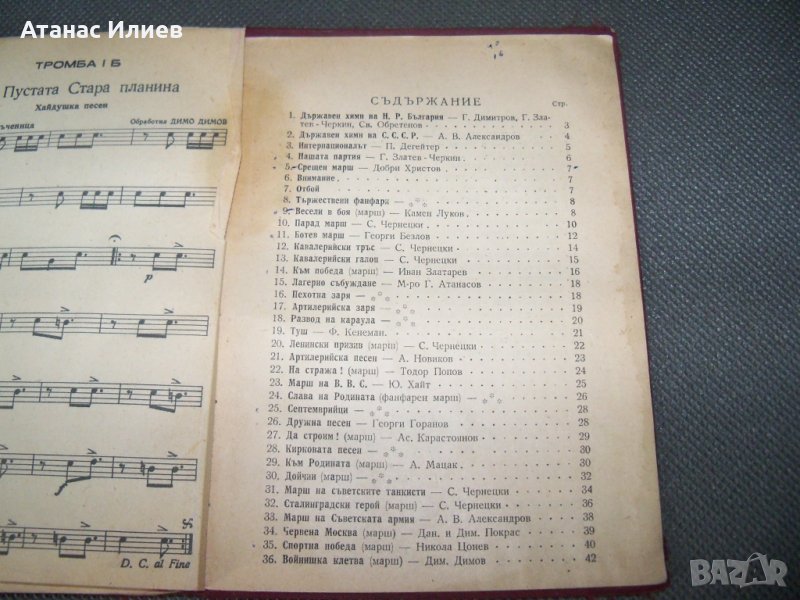 Атанас Илиев
ТРОМБА I Б
Пустата Стара планина
Хайдушка песен
Обработил ДИМО ДИМОВ
p
D. C. al Fine
СЪДЪРЖАНИЕ
Стр.
1. Държавен химн на Н. Р. България — Г. Димитров, Г. Зла-
тев-Черкин, Св. Обретенов 3
2. Държавен химн на С. С. С. Р. — А. В. Александров 4
3. Интернационалът — П. Дегейтер 5
4. Нашата партия — Г. Златев-Черкин 6
5. Срещен марш — Добри Христов 7
6. Внимание 7
7. Отбой 7
8. Тържествени фанфари — *** 8
9. Весели в боя (марш) — Камен Луков 8
10. Парад марш — С. Чернецки 10
11. Ботев марш — Георги Безлов 12
12. Кавалерийски тръс — С. Чернецки 14
13. Кавалерийски галоп — С. Чернецки 15
14. Към победа (марш) — Иван Златарев 16
15. Лагерно събуждане — М-ро Г. Атанасов 18
16. Пехотна заря — *** 18
17. Артилерийска заря — *** 19
18. Развод на караула — *** 20
19. Туш — Ф. Кенеман 21
20. Ленински призив (марш) — С. Чернецки 22
21. Артилерийска песен — А. Новиков 23
22. На стража! (марш) — Тодор Попов 24
23. Марш на В. В. С. — Ю. Хайт 25
24. Слава на Родината (фанфарен марш) — *** 26
25. Септемврийци — *** 28
26. Дружна песен — Георги Горанов 28
27. Да строим! (марш) — Ас. Карастоянов 29
28. Кирковата песен — *** 30
29. Към Родината (марш) — А. Мацак 30
30. Дойчан (марш) — *** 32
31. Марш на съветските танкисти — С. Чернецки 34
32. Сталинградски герой (марш) — С. Чернецки 36
33. Марш на Съветската армия — А. В. Александров 38
34. Червена Москва (марш) — Дан. и Дим. Покрас 39
35. Спортна победа (марш) — Никола Цонев 40
36. Войнишка клетва (марш) — Дим. Димов 42
BAZAR